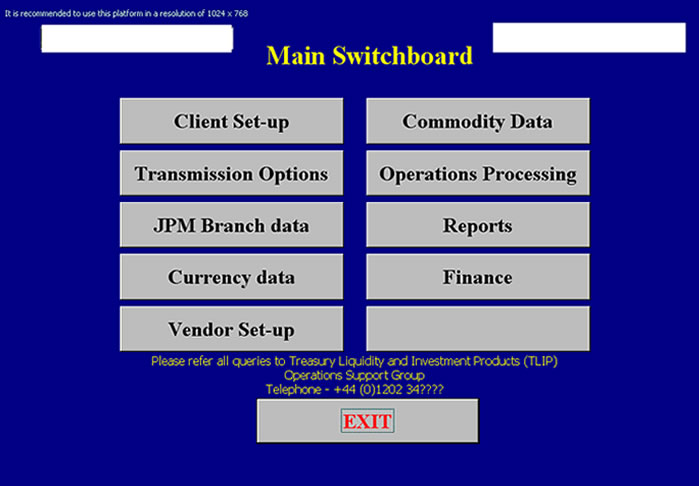 It is recommended to use this platform in a resolution of 1024 x 768
Main Switchboard
Client Set-up
Commodity Data
Transmission Options
Operations Processing
JPM Branch data
Reports
Currency data
Finance
Vendor Set-up
Please refer all queries to Treasury Liquidity and Investment Products (TLIP)
Operations Support Group
Telephone - +44 (0)1202 34????
EXIT